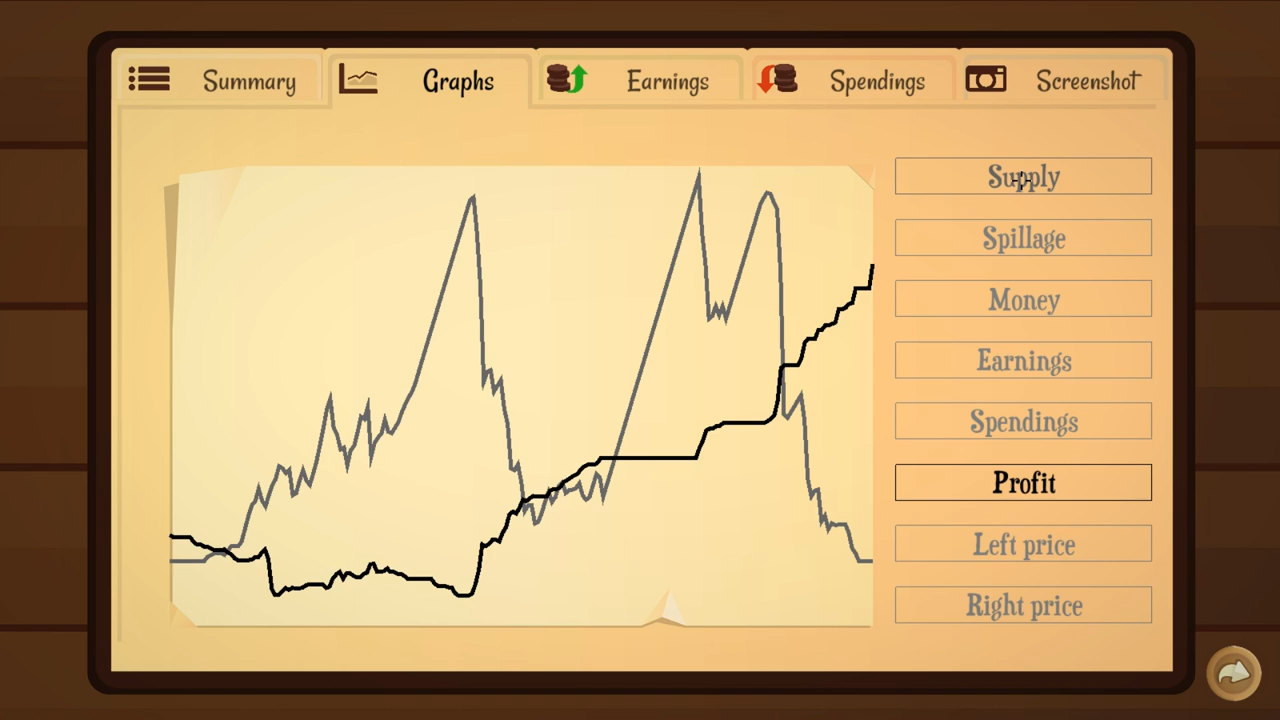 Summary
Graphs
Earnings
Spendings
Screenshot
Supply
Spillage
Money
Earnings
Spendings
Profit
Left price
Right price